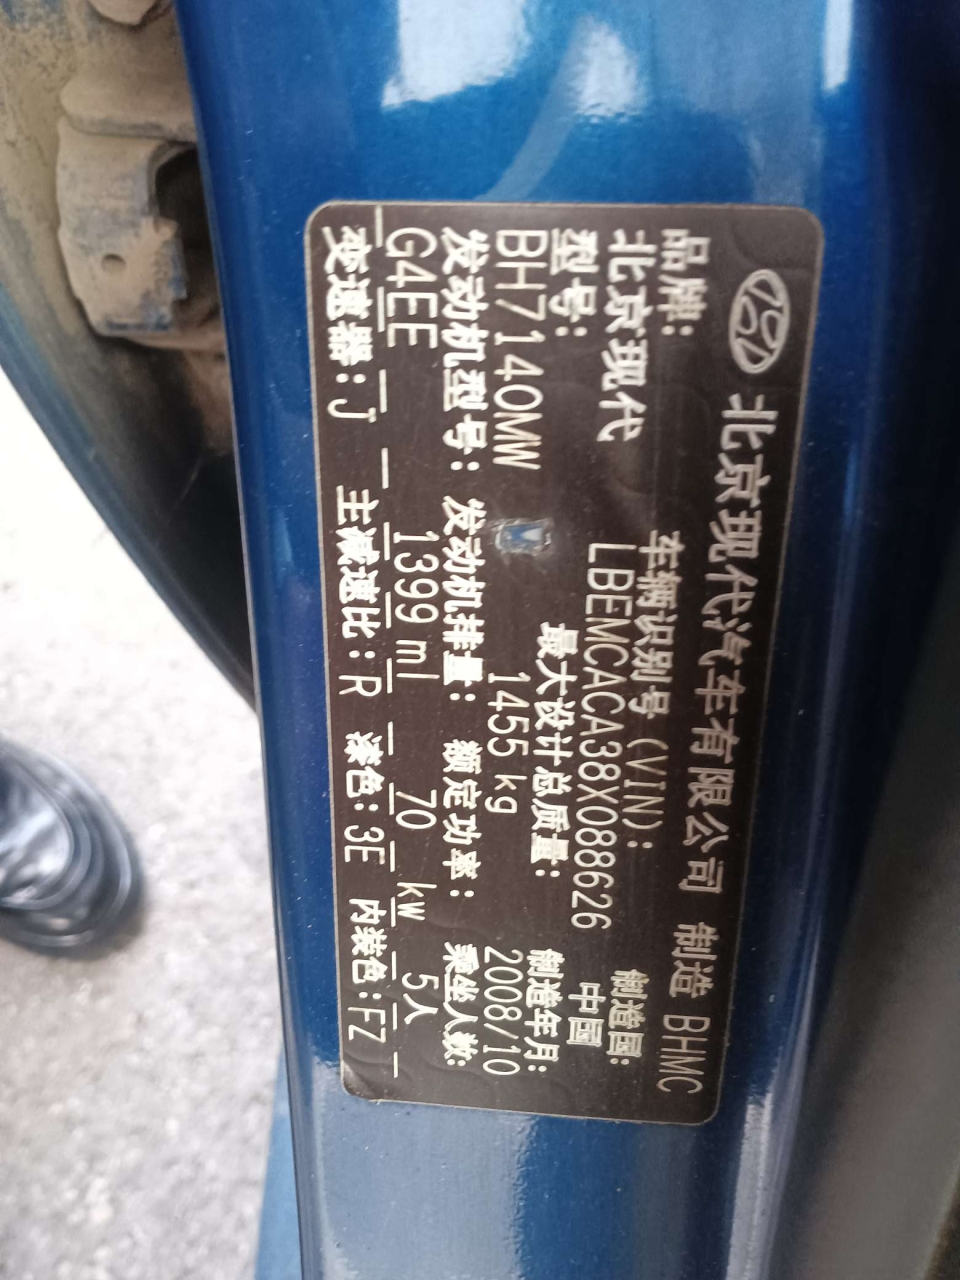 北京现代汽车有限公司 制造 BHMC
品牌: 车辆识别号(VIN): 制造国:
北京现代 LBEMCACA38X088626 中国
型号: 最大设计总质量: 制造年月:
BH7140MW 1455 kg 2008/10
发动机型号: 发动机排量: 额定功率: 乘坐人数:
G4EE 1399 ml 70 kw 5人
变速器:J 主减速比:R 漆色:3E 内装色:FZ